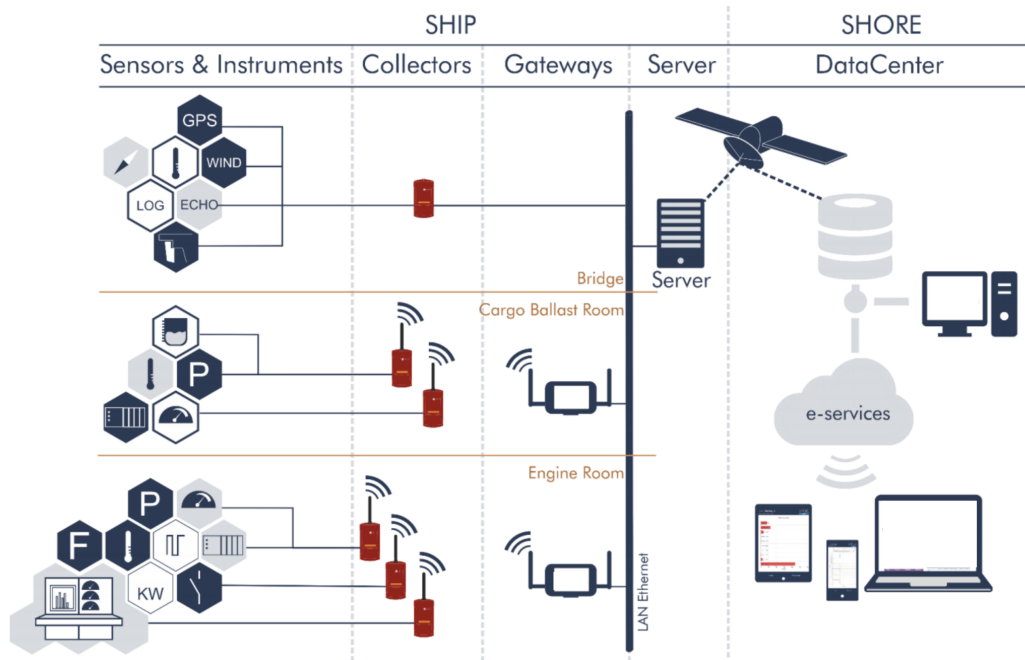 SHIP
SHORE
Sensors & Instruments
Collectors
Gateways
Server
DataCenter
GPS
WIND
LOG
ECHO
Server
Bridge
Cargo Ballast Room
P
e-services
Engine Room
P
F
KW
LAN Ethernet